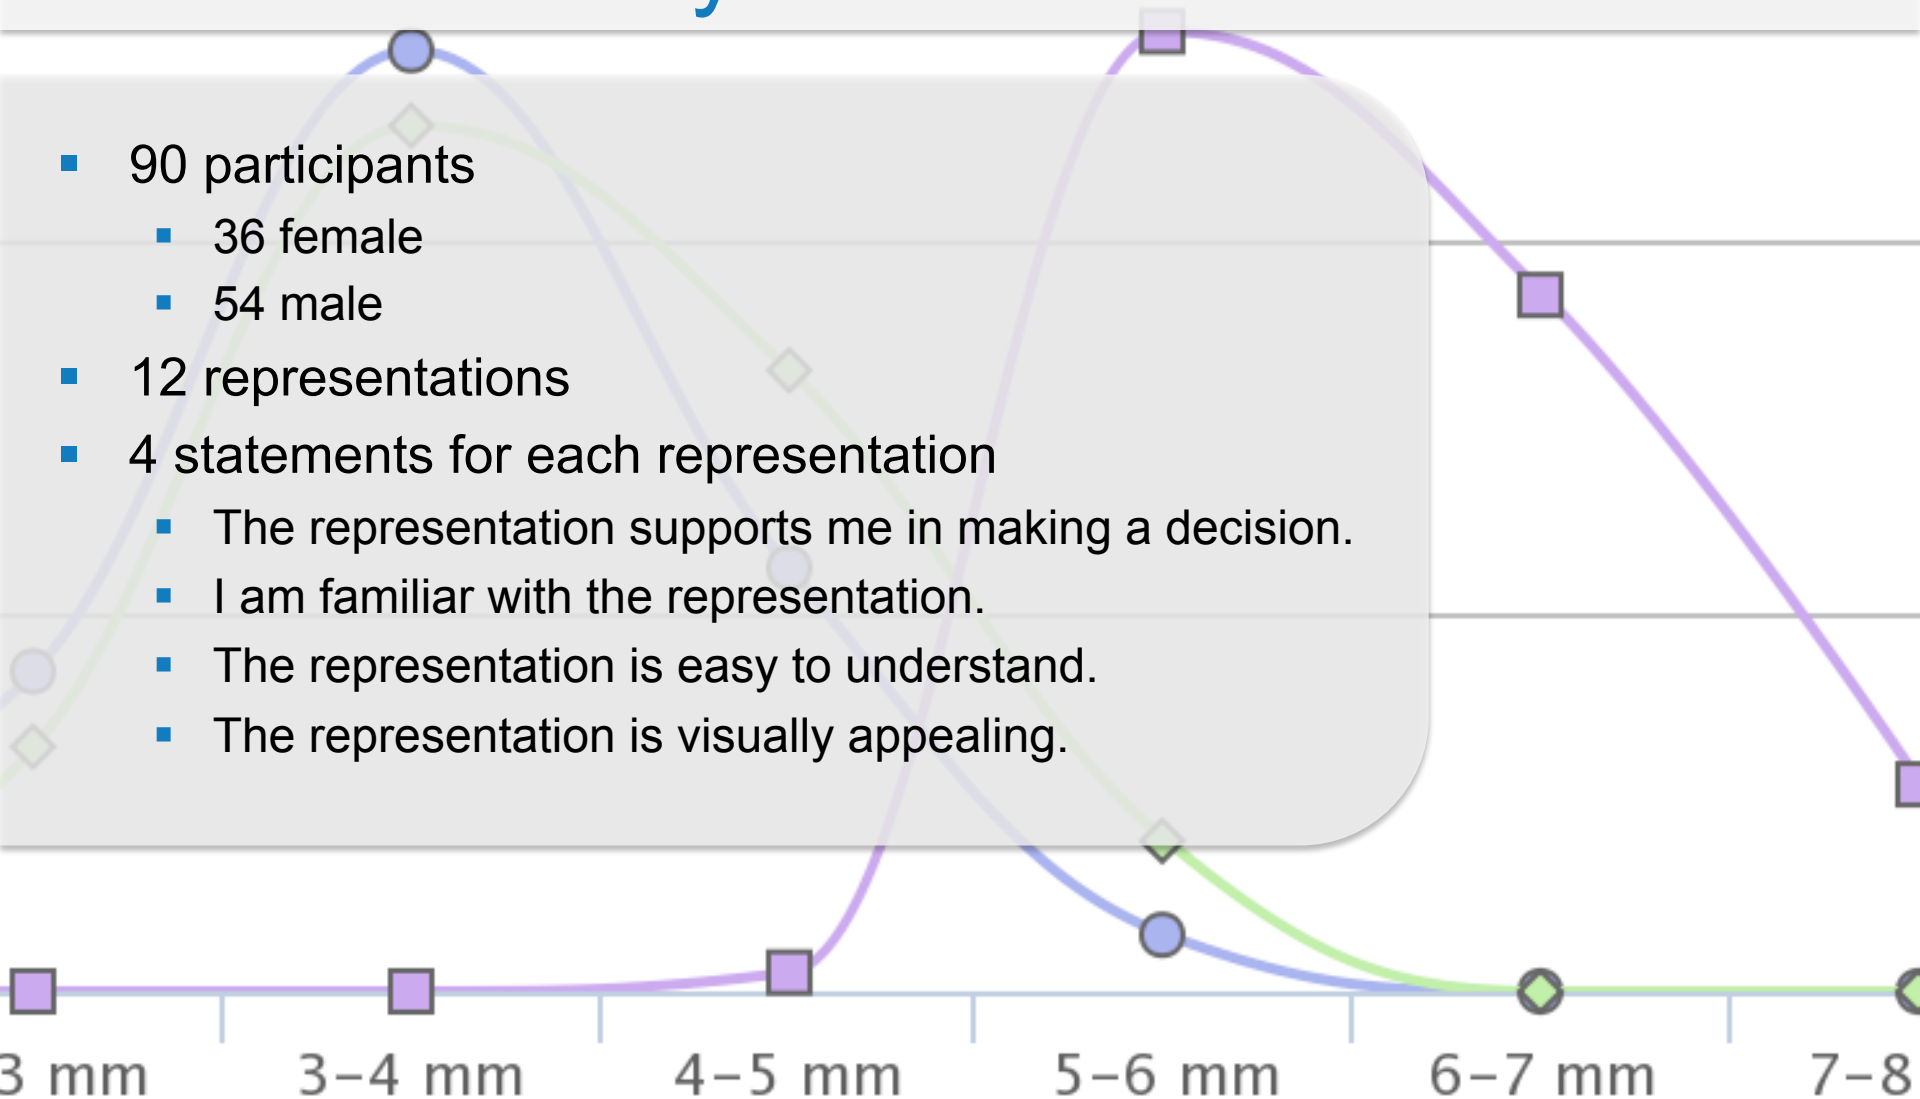 90 participants
36 female
54 male
12 representations
4 statements for each representation
The representation supports me in making a decision.
I am familiar with the representation.
The representation is easy to understand.
The representation is visually appealing.
3 mm 3-4 mm 4-5 mm 5-6 mm 6-7 mm 7-8